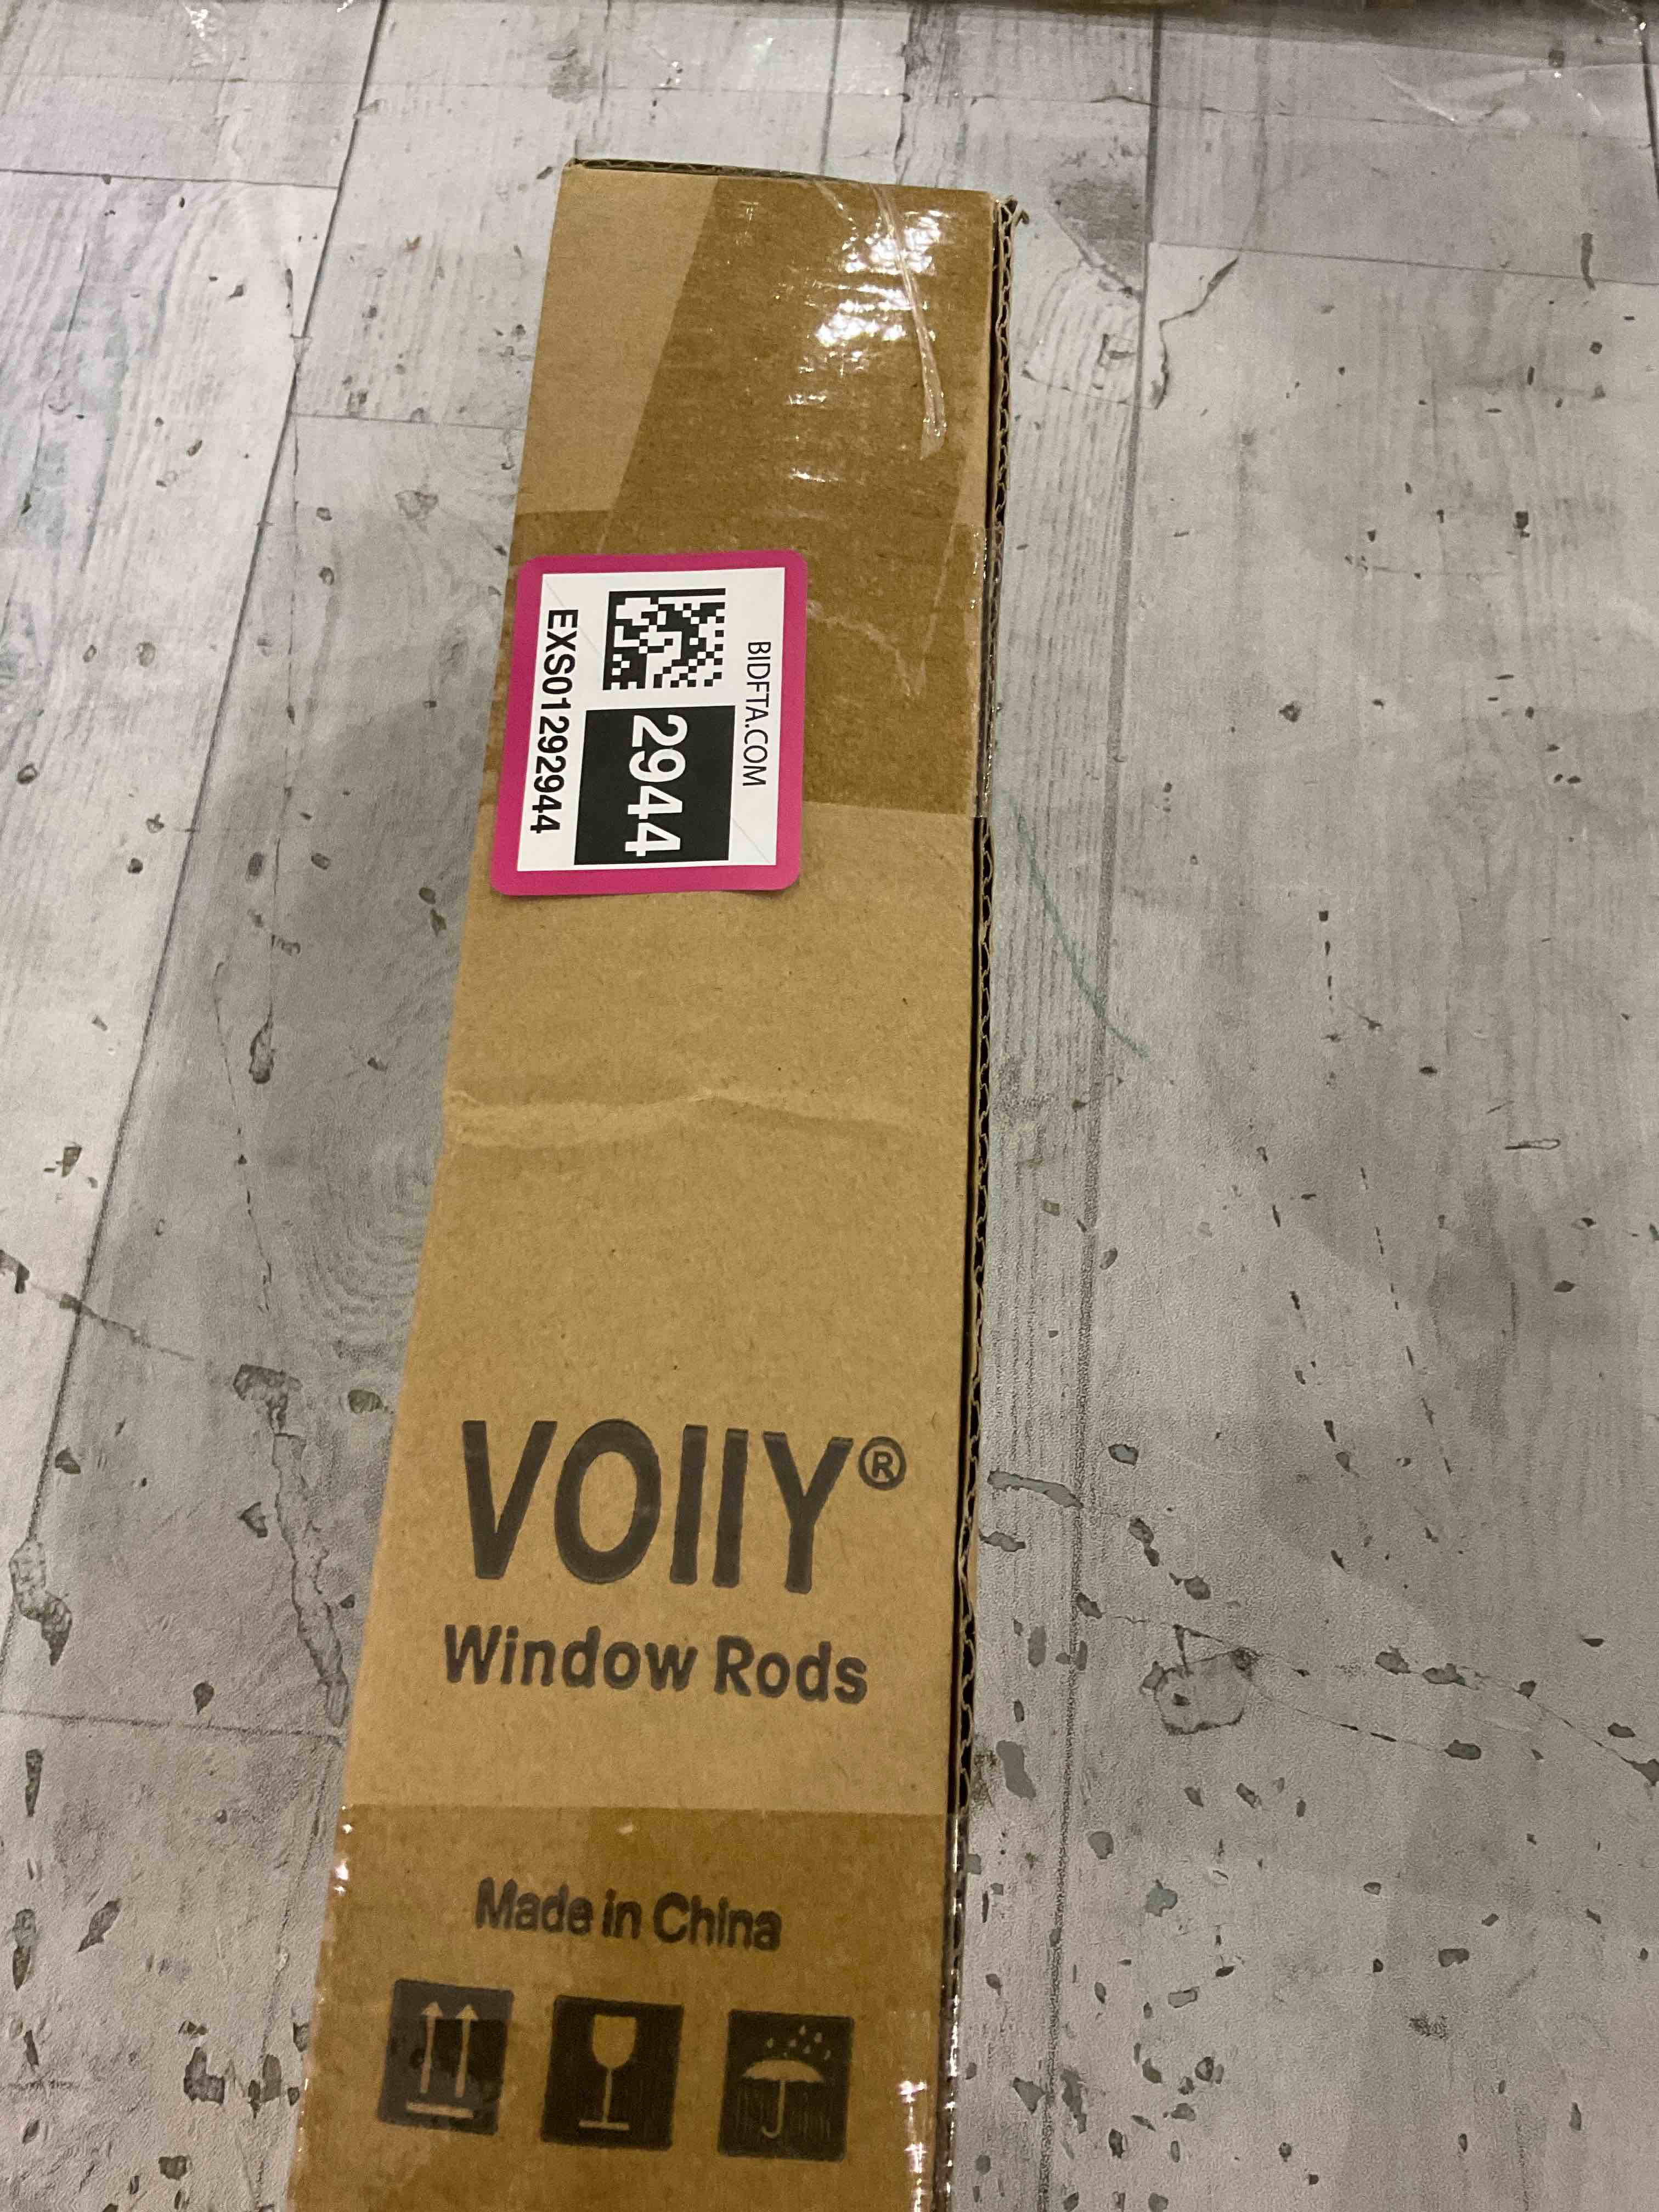 BIDFTA.COM
2944
EXS01292944
VOIIY®
Window Rods
Made in China